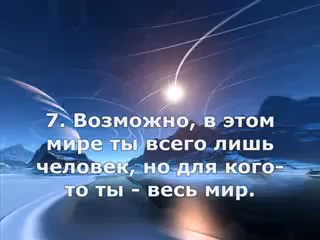 7. Возможно, в этом
мире ты всего лишь
человек, но для кого-
то ты - весь мир.